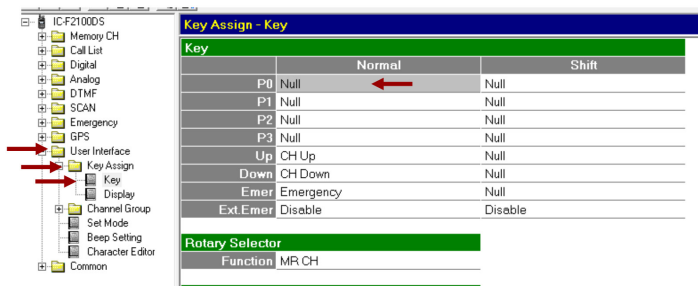 IC-F2100DS
Memory CH
Call List
Digital
Analog
DTMF
SCAN
Emergency
GPS
User Interface
Key Assign
Key
Display
Channel Group
Set Mode
Beep Setting
Character Editor
Common
Key Assign - Key
Key
Normal Shift
P0 Null Null
P1 Null Null
P2 Null Null
P3 Null Null
Up CH Up Null
Down CH Down Null
Emer Emergency Null
Ext.Emer Disable Disable
Rotary Selector
Function MR CH